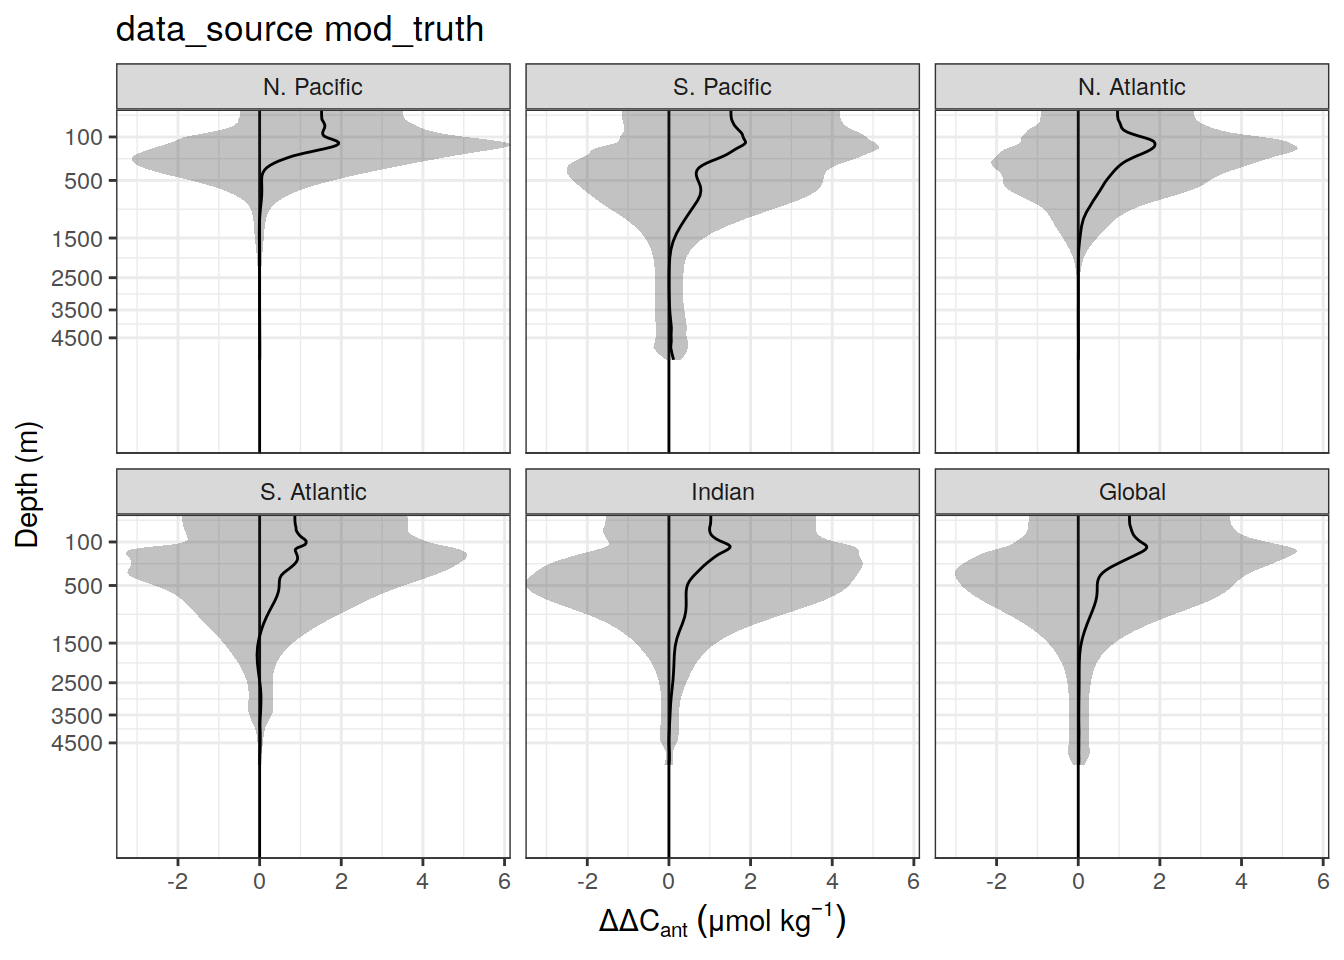 data_source mod_truth
N. Pacific
S. Pacific
N. Atlantic
100
500
1500
2500
3500
4500
Depth (m)
S. Atlantic
Indian
Global
100
500
1500
2500
3500
4500
-2 0 2 4 6
-2 0 2 4 6
-2 0 2 4 6
ΔΔC_ant (μmol kg⁻¹)